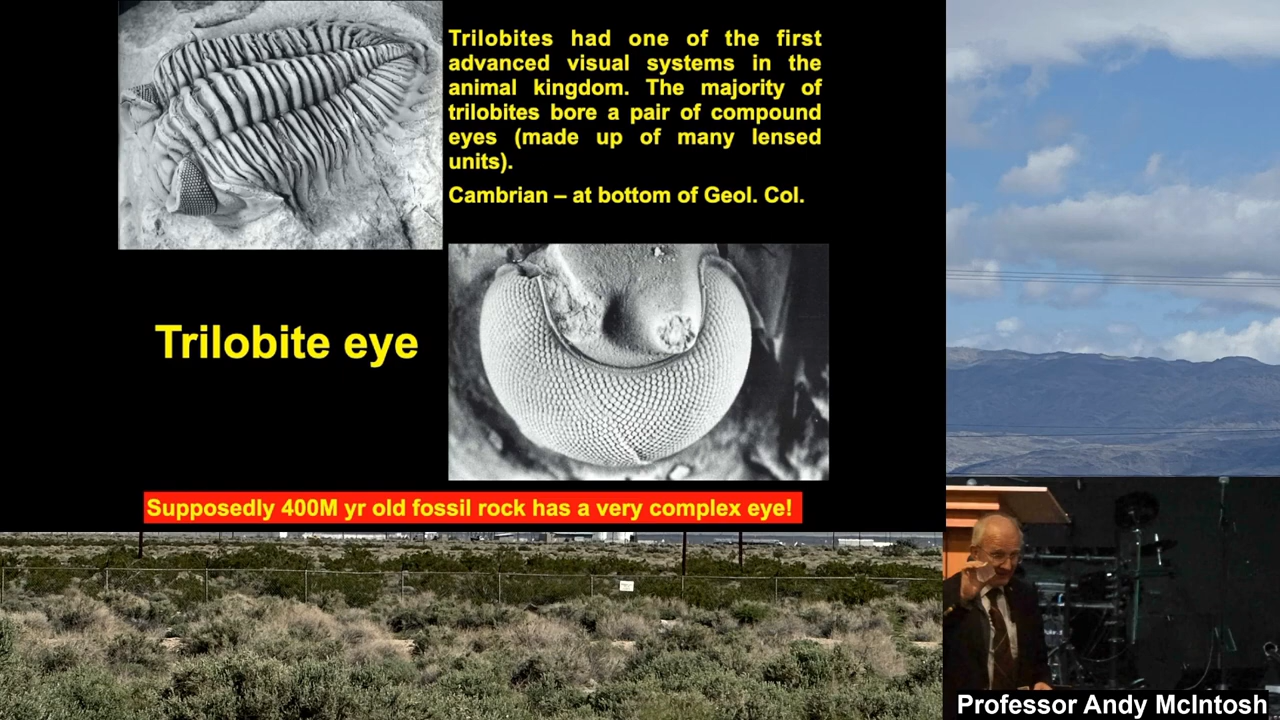 Trilobites had one of the first
advanced visual systems in the
animal kingdom. The majority of
trilobites bore a pair of compound
eyes (made up of many lensed
units).
Cambrian – at bottom of Geol. Col.
Trilobite eye
Supposedly 400M yr old fossil rock has a very complex eye!
Professor Andy McIntosh